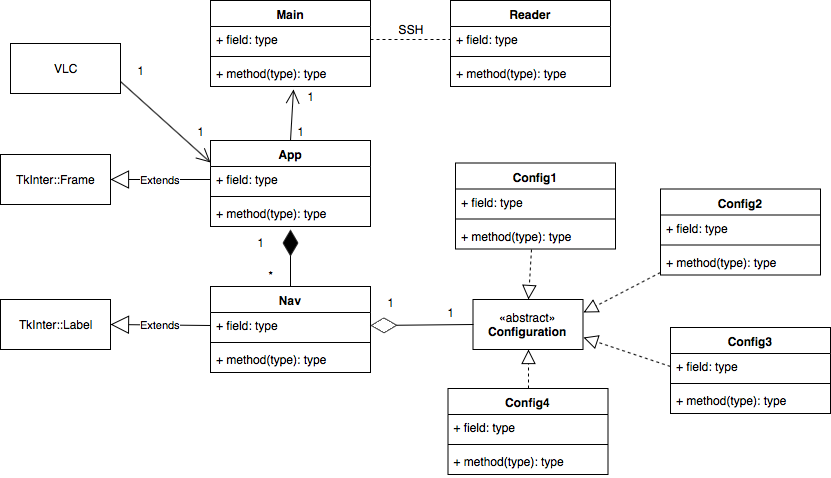 Main
+ field: type
+ method(type): type
SSH
Reader
+ field: type
+ method(type): type
VLC
1
1
1
1
App
+ field: type
+ method(type): type
TkInter::Frame
Extends
1
*
Config1
+ field: type
+ method(type): type
Config2
+ field: type
+ method(type): type
Nav
+ field: type
+ method(type): type
TkInter::Label
Extends
1
1
«abstract»
Configuration
Config3
+ field: type
+ method(type): type
Config4
+ field: type
+ method(type): type